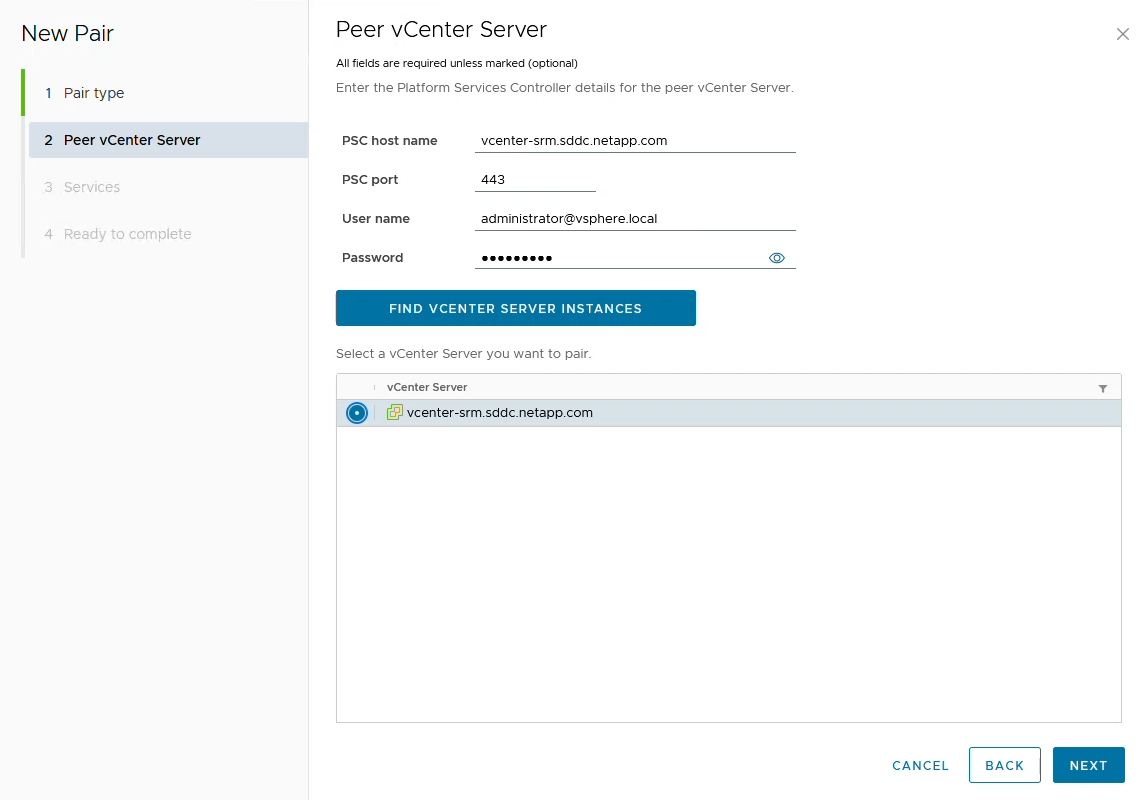 New Pair
1 Pair type
2 Peer vCenter Server
3 Services
4 Ready to complete
Peer vCenter Server
All fields are required unless marked (optional)
Enter the Platform Services Controller details for the peer vCenter Server.
PSC host name vcenter-srm.sddc.netapp.com
PSC port 443
User name administrator@vsphere.local
Password •••••••••
FIND VCENTER SERVER INSTANCES
Select a vCenter Server you want to pair.
vCenter Server
vcenter-srm.sddc.netapp.com
CANCEL BACK NEXT